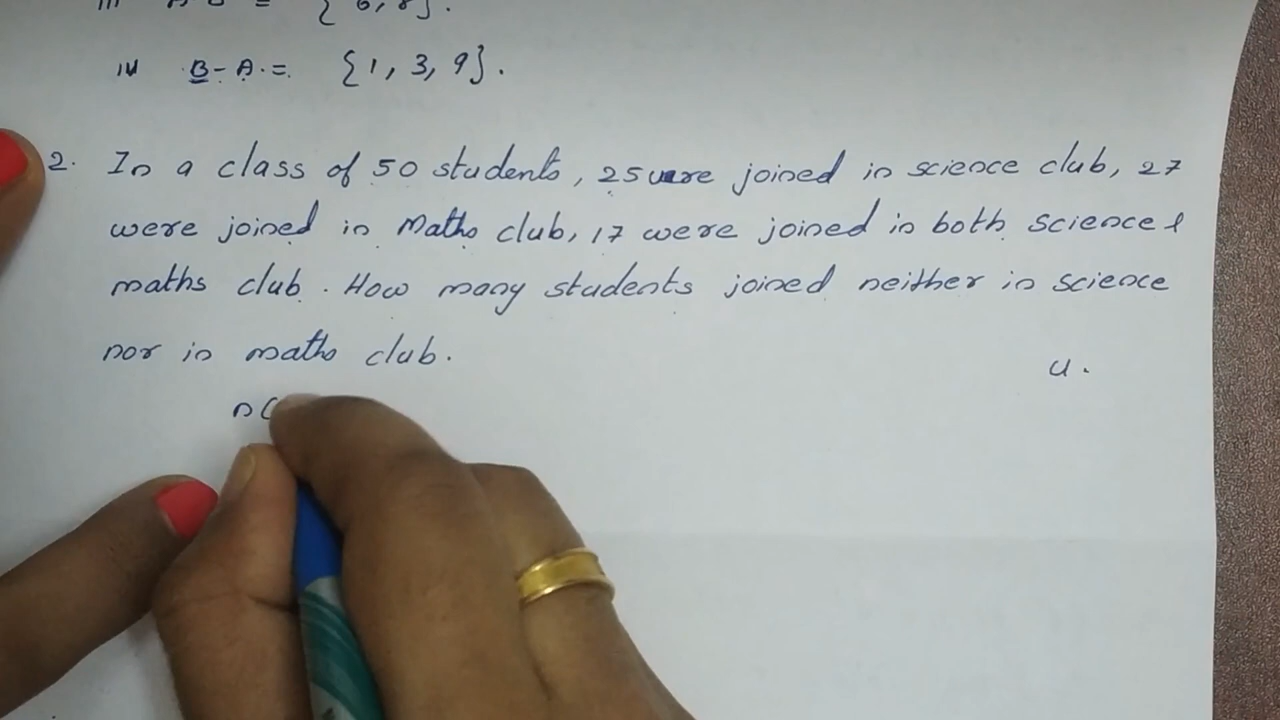 B-A = {1, 3, 9}.
2. In a class of 50 students, 25 were joined in science club, 27
were joined in Maths club, 17 were joined in both science &
maths club. How many students joined neither in science
nor in maths club.
u.
n(